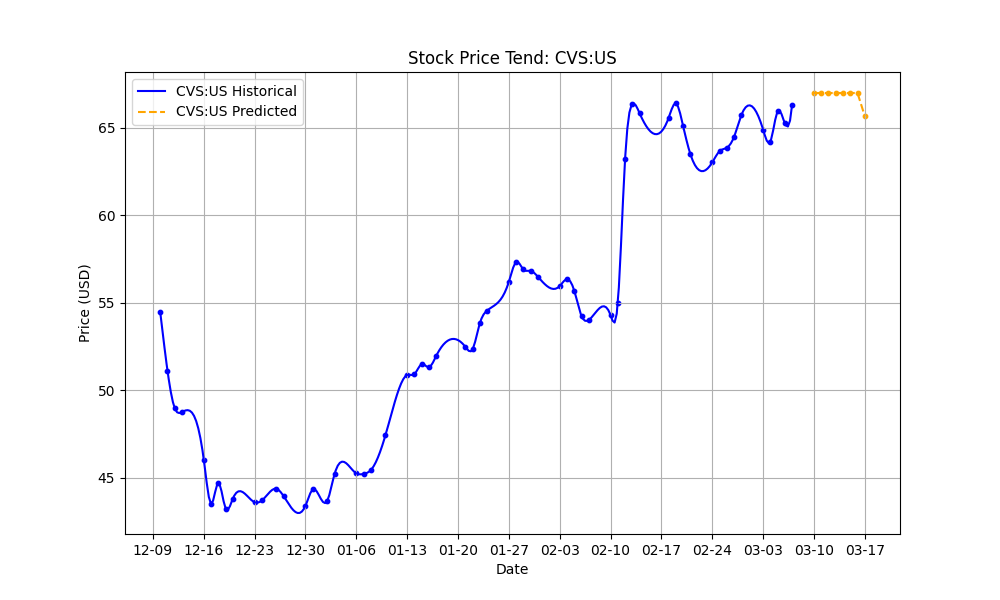 Stock Price Tend: CVS:US
CVS:US Historical
CVS:US Predicted
Price (USD)
65
60
55
50
45
12-09 12-16 12-23 12-30 01-06 01-13 01-20 01-27 02-03 02-10 02-17 02-24 03-03 03-10 03-17
Date